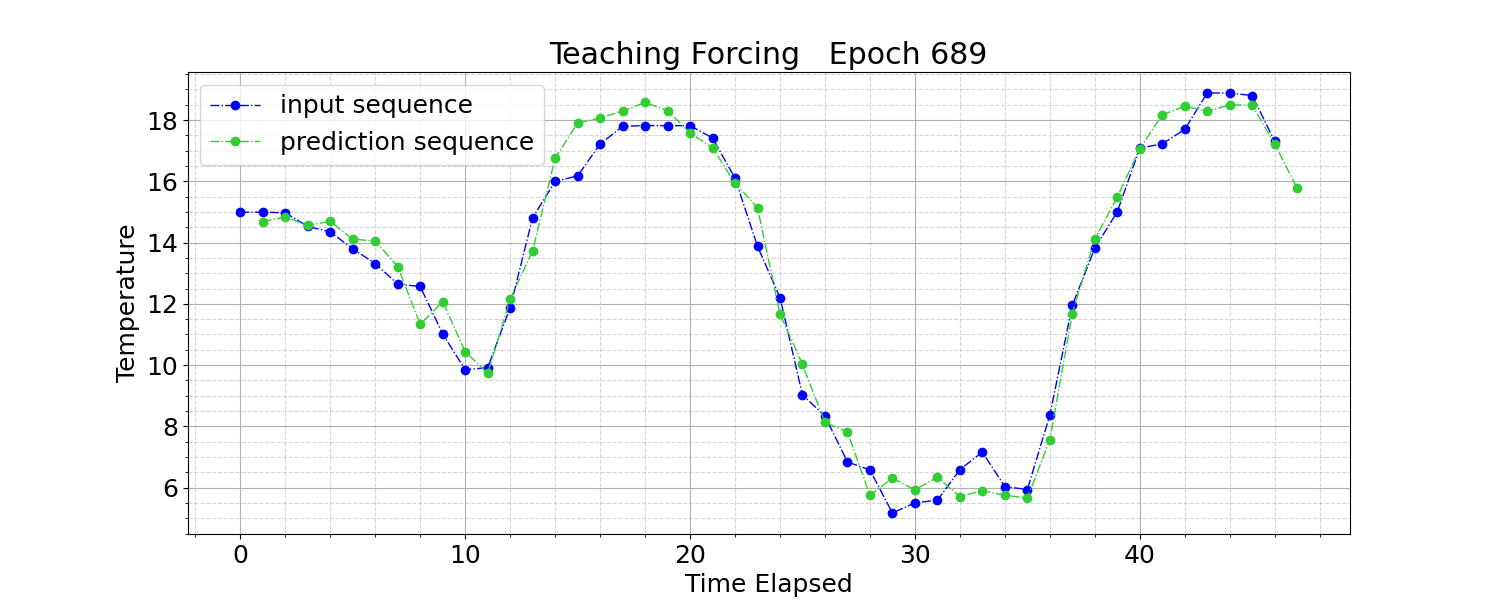 Teaching Forcing   Epoch 689
input sequence
prediction sequence
Temperature
18
16
14
12
10
8
6
0 10 20 30 40
Time Elapsed